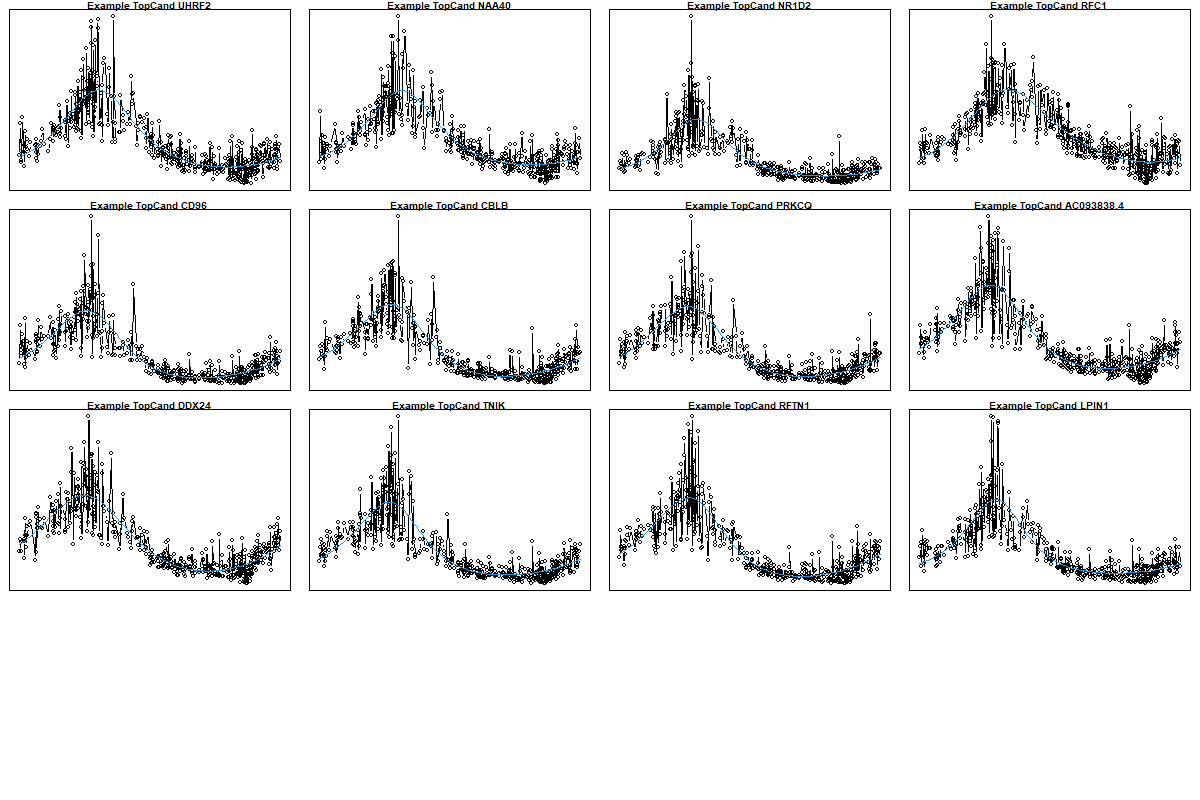 Example TopCand UHRF2
Example TopCand NAA40
Example TopCand NR1D2
Example TopCand RFC1
Example TopCand CD96
Example TopCand CBLB
Example TopCand PRKCQ
Example TopCand AC093838.4
Example TopCand DDX24
Example TopCand TNIK
Example TopCand RFTN1
Example TopCand LPIN1